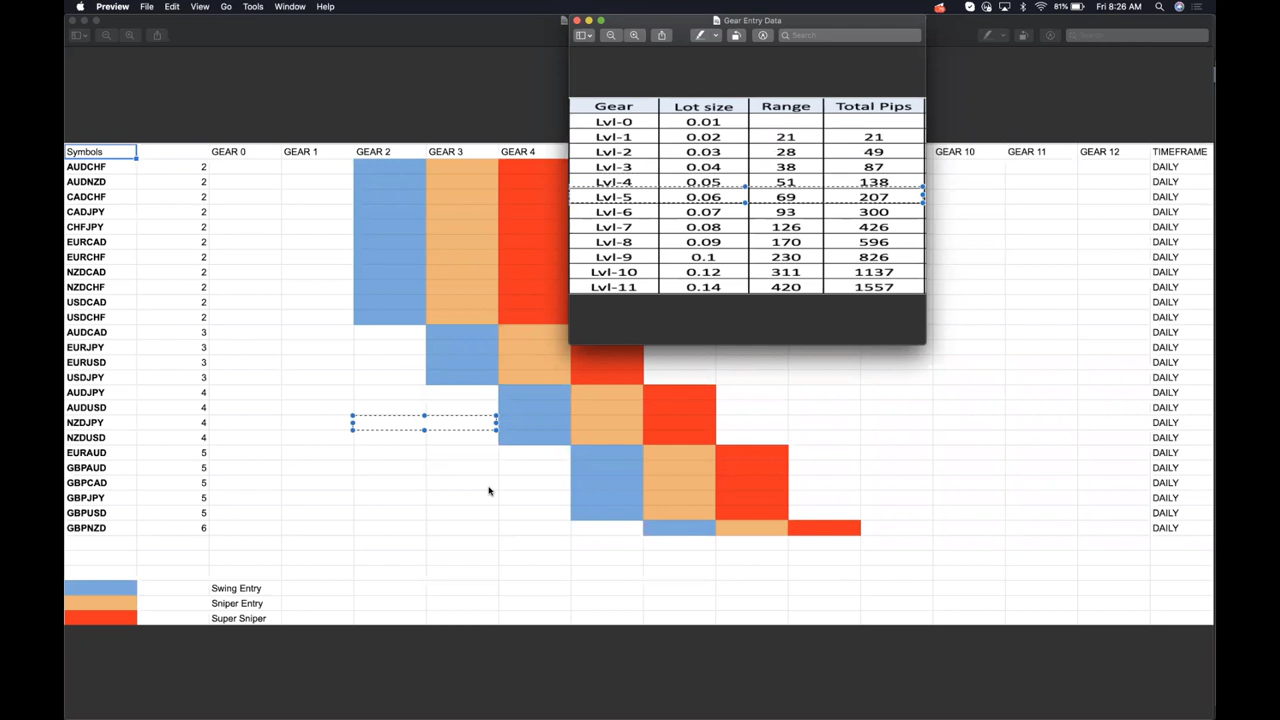 Preview File Edit View Go Tools Window Help 81% Fri 8:26 AM
Gear Entry Data
Search
Search
Gear Lot size Range Total Pips
Lvl-0 0.01
Lvl-1 0.02 21 21
Lvl-2 0.03 28 49
Lvl-3 0.04 38 87
Lvl-4 0.05 51 138
Lvl-5 0.06 69 207
Lvl-6 0.07 93 300
Lvl-7 0.08 126 426
Lvl-8 0.09 170 596
Lvl-9 0.1 230 826
Lvl-10 0.12 311 1137
Lvl-11 0.14 420 1557
Symbols GEAR 0 GEAR 1 GEAR 2 GEAR 3 GEAR 4 GEAR 10 GEAR 11 GEAR 12 TIMEFRAME
AUDCHF 2 DAILY
AUDNZD 2 DAILY
CADCHF 2 DAILY
CADJPY 2 DAILY
CHFJPY 2 DAILY
EURCAD 2 DAILY
EURCHF 2 DAILY
NZDCAD 2 DAILY
NZDCHF 2 DAILY
USDCAD 2 DAILY
USDCHF 2 DAILY
AUDCAD 3 DAILY
EURJPY 3 DAILY
EURUSD 3 DAILY
USDJPY 3 DAILY
AUDJPY 4 DAILY
AUDUSD 4 DAILY
NZDJPY 4 DAILY
NZDUSD 4 DAILY
EURAUD 5 DAILY
GBPAUD 5 DAILY
GBPCAD 5 DAILY
GBPJPY 5 DAILY
GBPUSD 5 DAILY
GBPNZD 6 DAILY
Swing Entry
Sniper Entry
Super Sniper